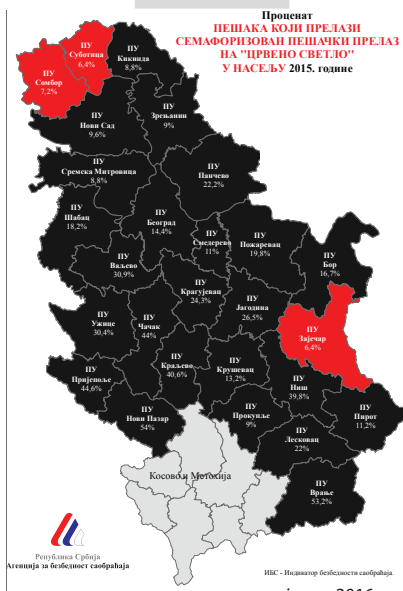 Проценат
ПЕШАКА КОЈИ ПРЕЛАЗИ
СЕМАФОРИЗОВАН ПЕШАЧКИ ПРЕЛАЗ
НА "ЦРВЕНО СВЕТЛО"
У НАСЕЉУ 2015. године
ПУ
Суботица
6,4%
ПУ
Сомбор
7,2%
ПУ
Кикинда
8,8%
ПУ
Нови Сад
9,6%
ПУ
Зрењанин
9%
ПУ
Сремска Митровица
8,8%
ПУ
Панчево
22,2%
ПУ
Шабац
18,2%
ПУ
Београд
14,4%
ПУ
Смедерево
11%
ПУ
Пожаревац
19,8%
ПУ
Бор
16,7%
ПУ
Ваљево
30,9%
ПУ
Крагујевац
24,3%
ПУ
Јагодина
26,5%
ПУ
Зајечар
6,4%
ПУ
Ужице
30,4%
ПУ
Чачак
44%
ПУ
Краљево
40,6%
ПУ
Крушевац
13,2%
ПУ
Ниш
39,8%
ПУ
Пријепоље
44,6%
ПУ
Нови Пазар
54%
ПУ
Прокупље
9%
ПУ
Пирот
11,2%
ПУ
Лесковац
22%
ПУ
Врање
53,2%
Косово и Метохија
Република Србија
Агенција за безбедност саобраћаја
ИБС - Индикатор безбедности саобраћаја.